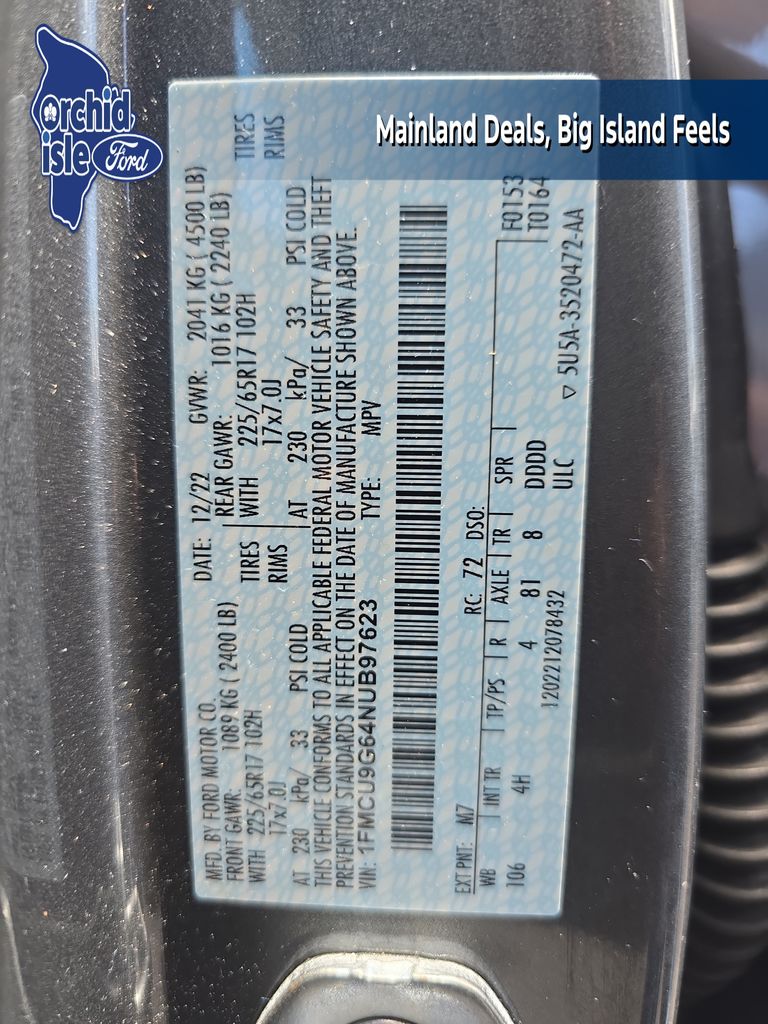 Orchid
isle
Ford
Mainland Deals, Big Island Feels
MFD. BY FORD MOTOR CO.
DATE: 12/22
GVWR: 2041 KG ( 4500 LB)
FRONT GAWR: 1089 KG ( 2400 LB)
REAR GAWR: 1016 KG ( 2240 LB)
WITH 225/65R17 102H
TIRES WITH 225/65R17 102H
TIRES
17x7.0J
RIMS 17x7.0J
RIMS
AT 230 kPa/ 33 PSI COLD
AT 230 kPa/ 33 PSI COLD
THIS VEHICLE CONFORMS TO ALL APPLICABLE FEDERAL MOTOR VEHICLE SAFETY AND THEFT
PREVENTION STANDARDS IN EFFECT ON THE DATE OF MANUFACTURE SHOWN ABOVE.
VIN: 1FMCU9G64NUB97623
TYPE: MPV
EXT PNT: M7 RC: 72 DSO:
WB INT TR TP/PS R AXLE TR SPR
F0153
T0164
106 4H 4 81 8 DDDD
ULC
1202212078432
▽ 5U5A-3520472-AA